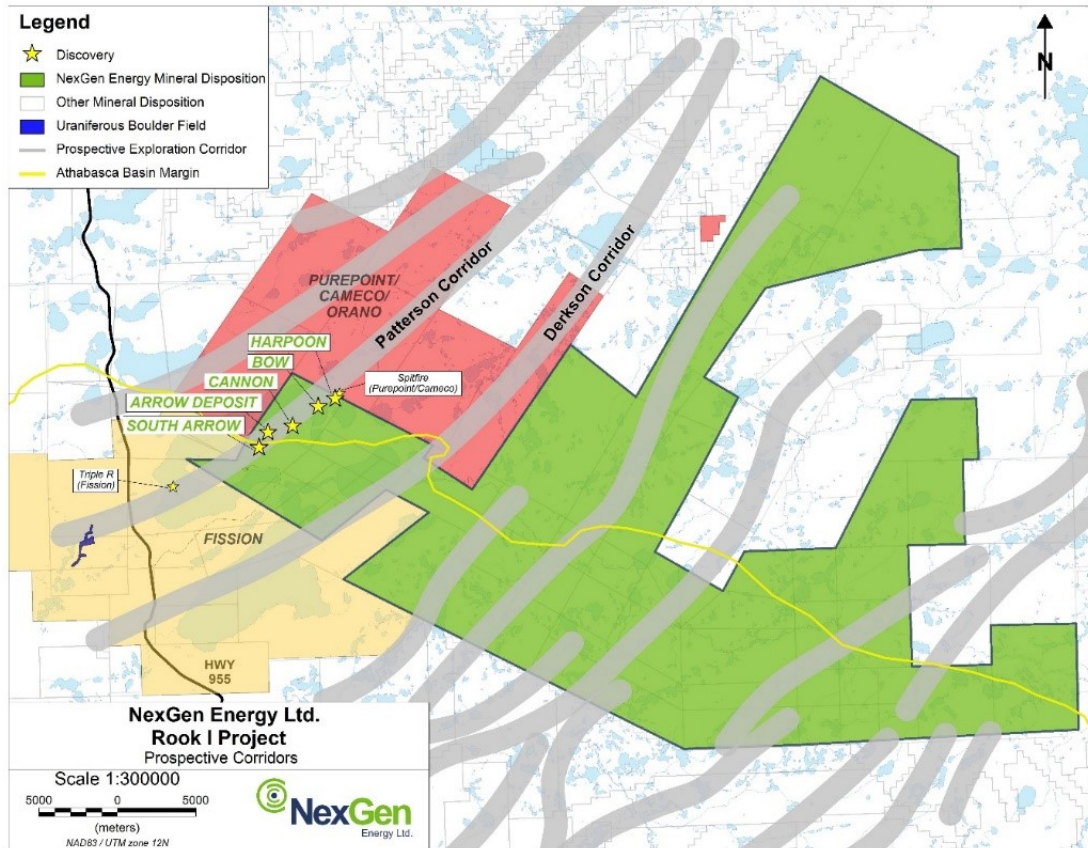 Legend
Discovery
NexGen Energy Mineral Disposition
Other Mineral Disposition
Uraniferous Boulder Field
Prospective Exploration Corridor
Athabasca Basin Margin
N
PUREPOINT/
CAMECO/
ORANO
Patterson Corridor
Derkson Corridor
HARPOON
BOW
CANNON
ARROW DEPOSIT
SOUTH ARROW
Spitfire
(Purepoint/Cameco)
Triple R
(Fission)
FISSION
HWY
955
NexGen Energy Ltd.
Rook I Project
Prospective Corridors
Scale 1:300000
5000 0 5000
(meters)
NAD83 / UTM zone 12N
NexGen
Energy Ltd.